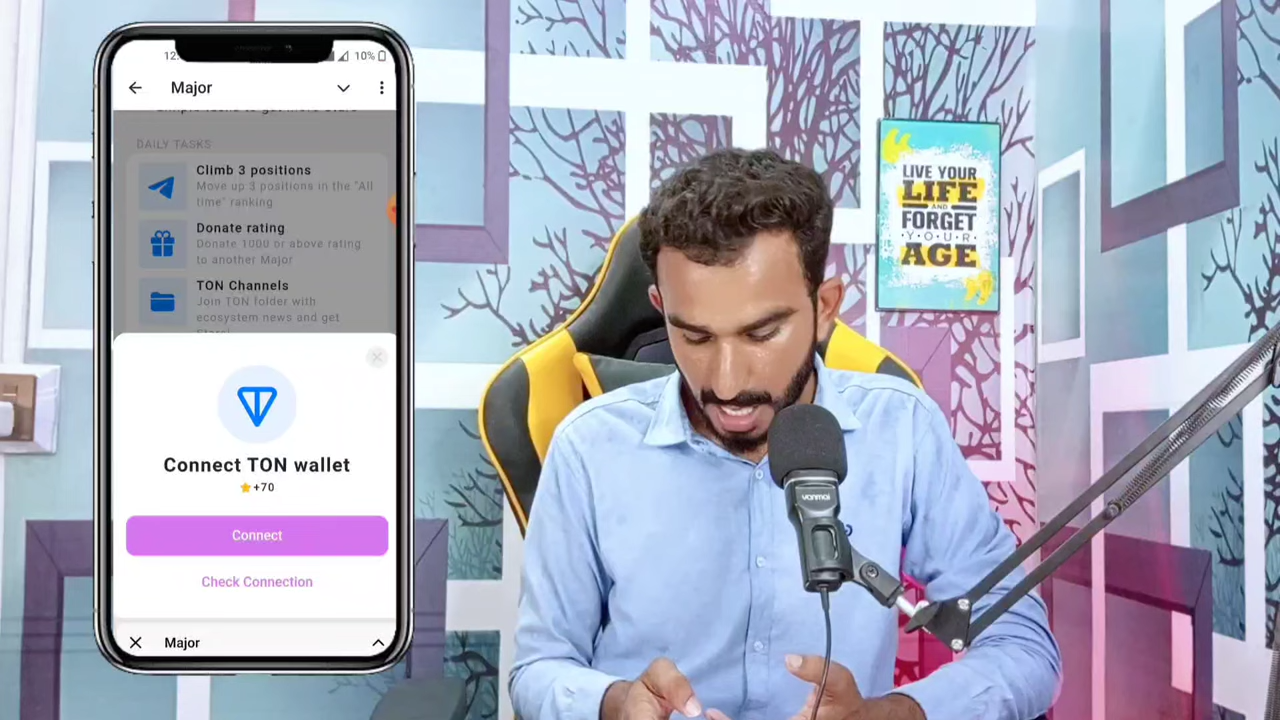 10%
Major
DAILY TASKS
Climb 3 positions
Move up 3 positions in the "All
time" ranking
Donate rating
Donate 1000 or above rating
to another Major
TON Channels
Join TON folder with
ecosystem news and get
Connect TON wallet
+70
Connect
Check Connection
Major
LIVE YOUR
LIFE
AND
FORGET
YOUR
AGE
vanmai